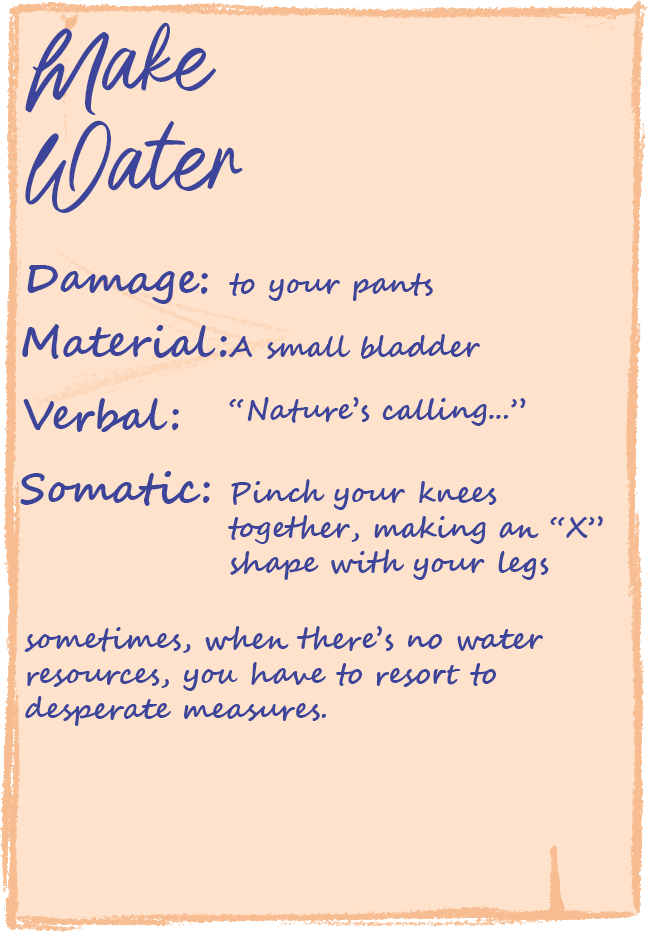 Make
Water
Damage: to your pants
Material: A small bladder
Verbal: “Nature’s calling...”
Somatic: Pinch your knees
together, making an “X”
shape with your legs
sometimes, when there’s no water
resources, you have to resort to
desperate measures.